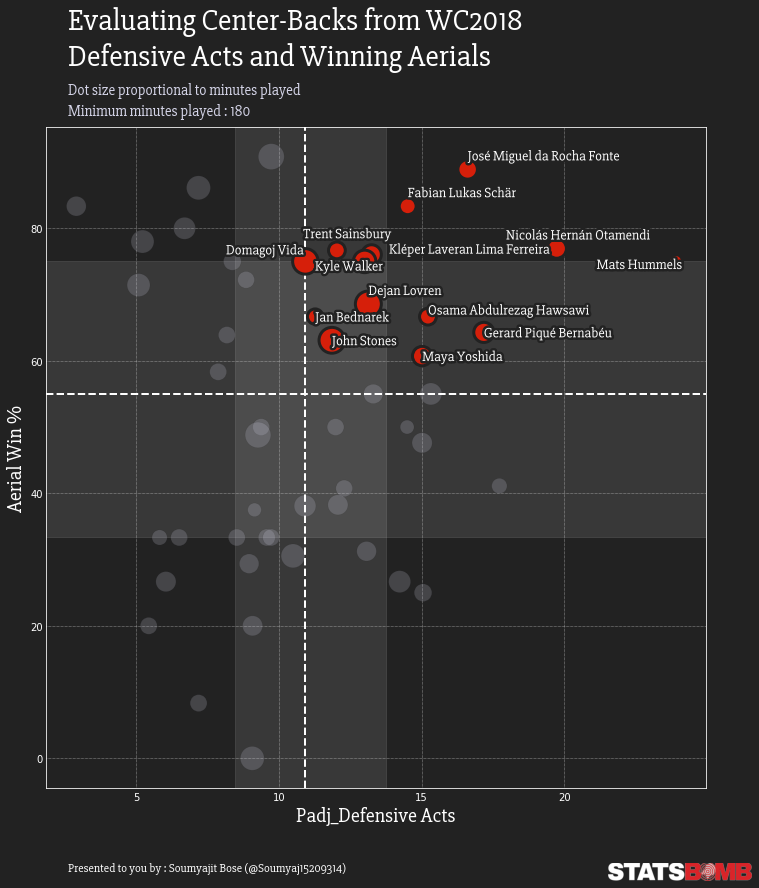 Evaluating Center-Backs from WC2018
Defensive Acts and Winning Aerials
Dot size proportional to minutes played
Minimum minutes played : 180
José Miguel da Rocha Fonte
Fabian Lukas Schär
Trent Sainsbury
Nicolás Hernán Otamendi
Domagoj Vida
Kléper Laveran Lima Ferreira
Kyle Walker
Mats Hummels
Dejan Lovren
Jan Bednarek
Osama Abdulrezag Hawsawi
John Stones
Gerard Piqué Bernabéu
Maya Yoshida
Aerial Win %
80
60
40
20
0
5
10
15
20
Padj_Defensive Acts
Presented to you by : Soumyajit Bose (@Soumyaj15209314)
STATSBOMB